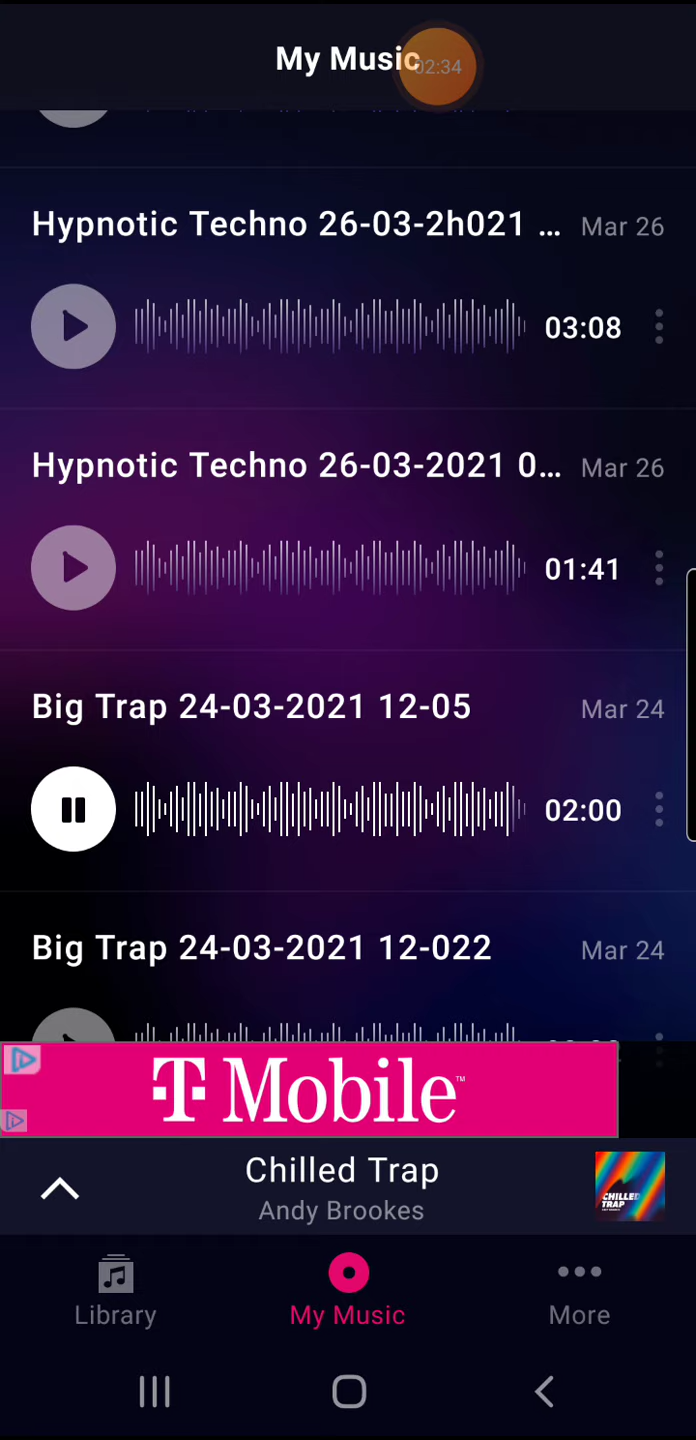 My Music
02:34
Hypnotic Techno 26-03-2h021 ... Mar 26
03:08
Hypnotic Techno 26-03-2021 0... Mar 26
01:41
Big Trap 24-03-2021 12-05 Mar 24
02:00
Big Trap 24-03-2021 12-022 Mar 24
T Mobile™
Chilled Trap
Andy Brookes
CHILLED
TRAP
Library My Music More